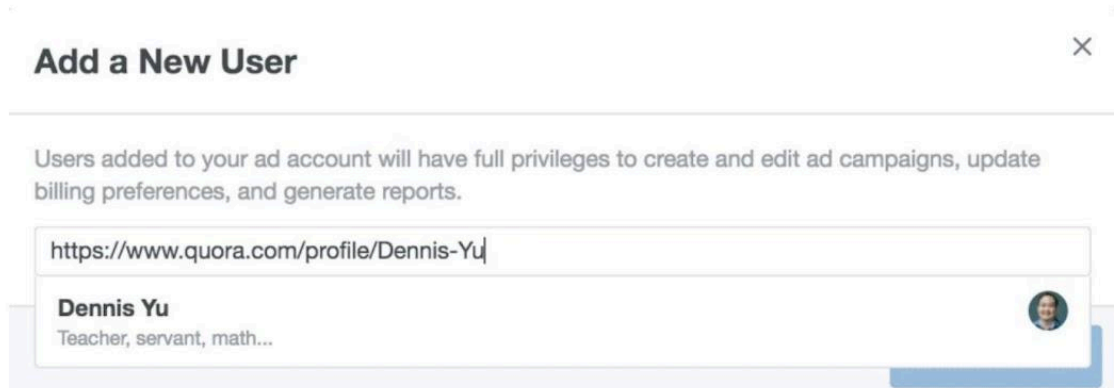 Add a New User
Users added to your ad account will have full privileges to create and edit ad campaigns, update
billing preferences, and generate reports.
https://www.quora.com/profile/Dennis-Yu
Dennis Yu
Teacher, servant, math...